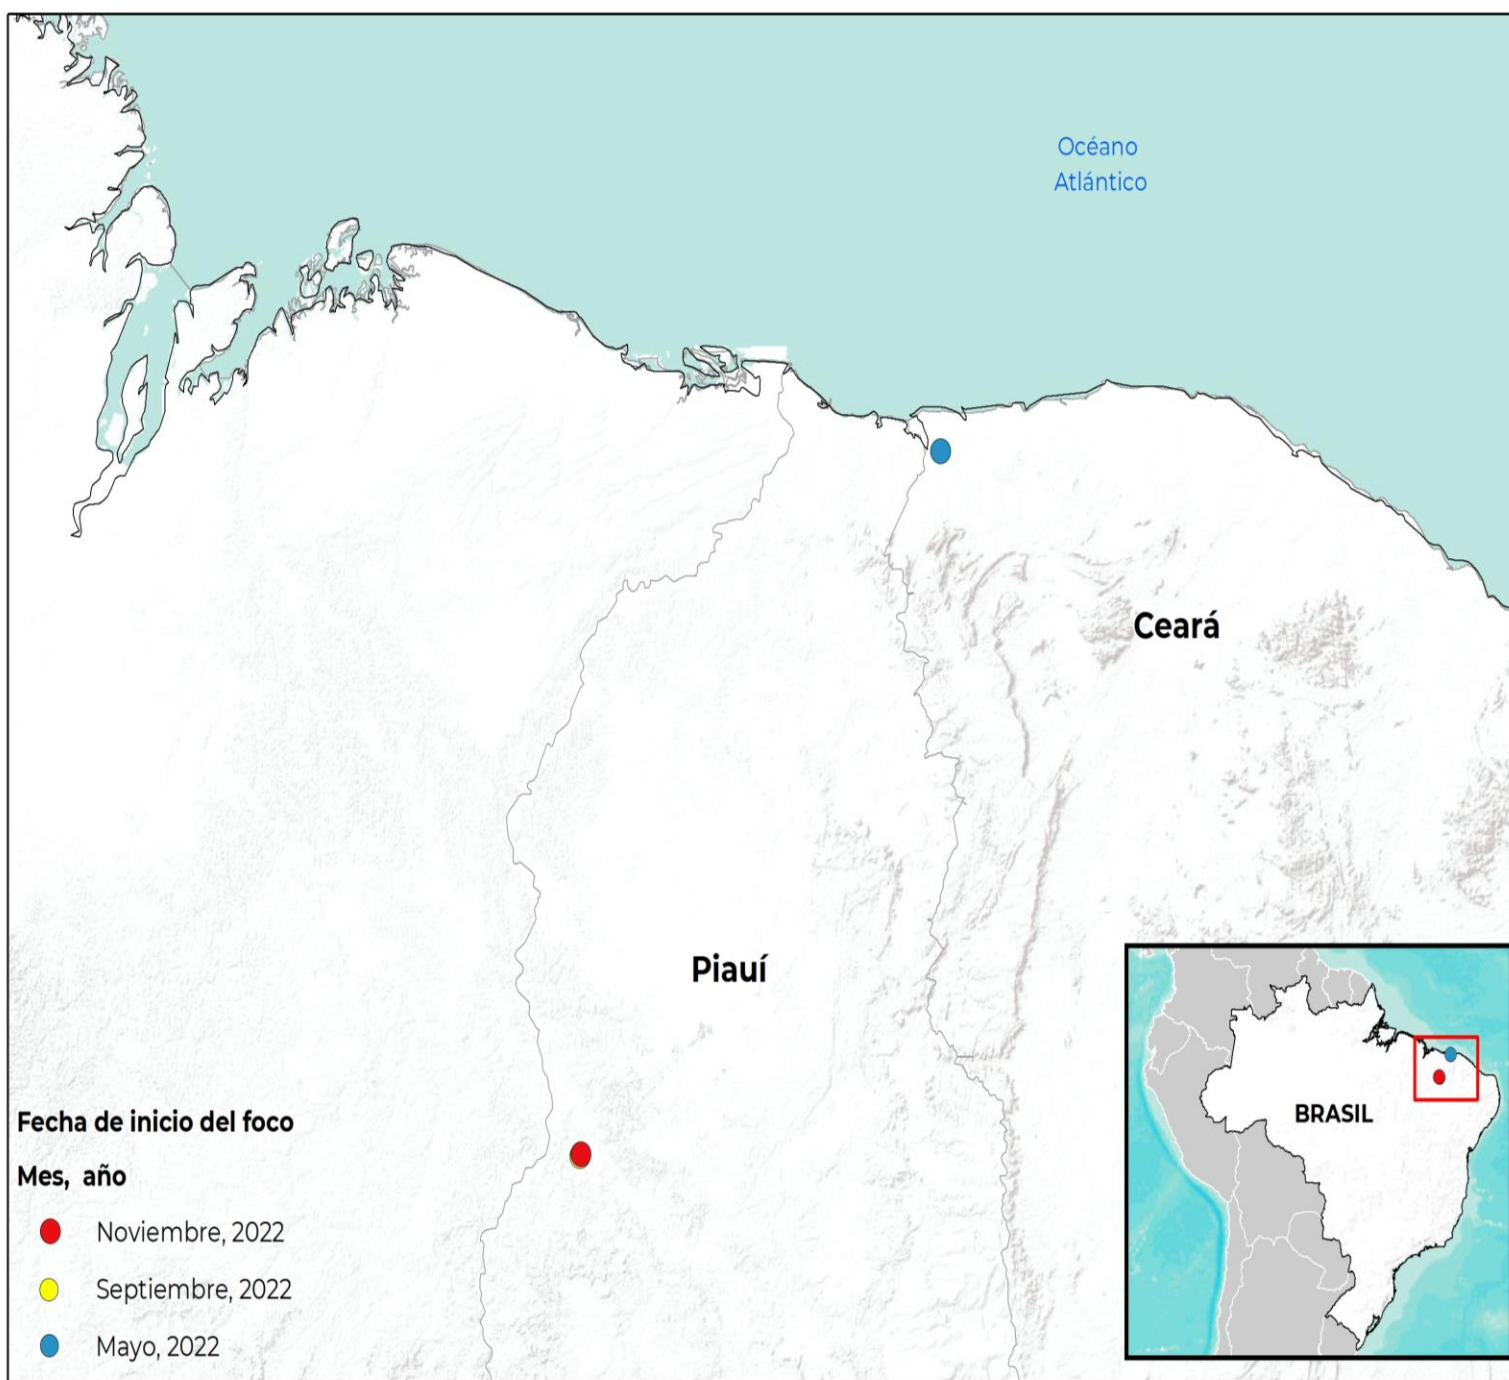 Océano
Atlántico
Ceará
Piauí
BRASIL
Fecha de inicio del foco
Mes, año
Noviembre, 2022
Septiembre, 2022
Mayo, 2022